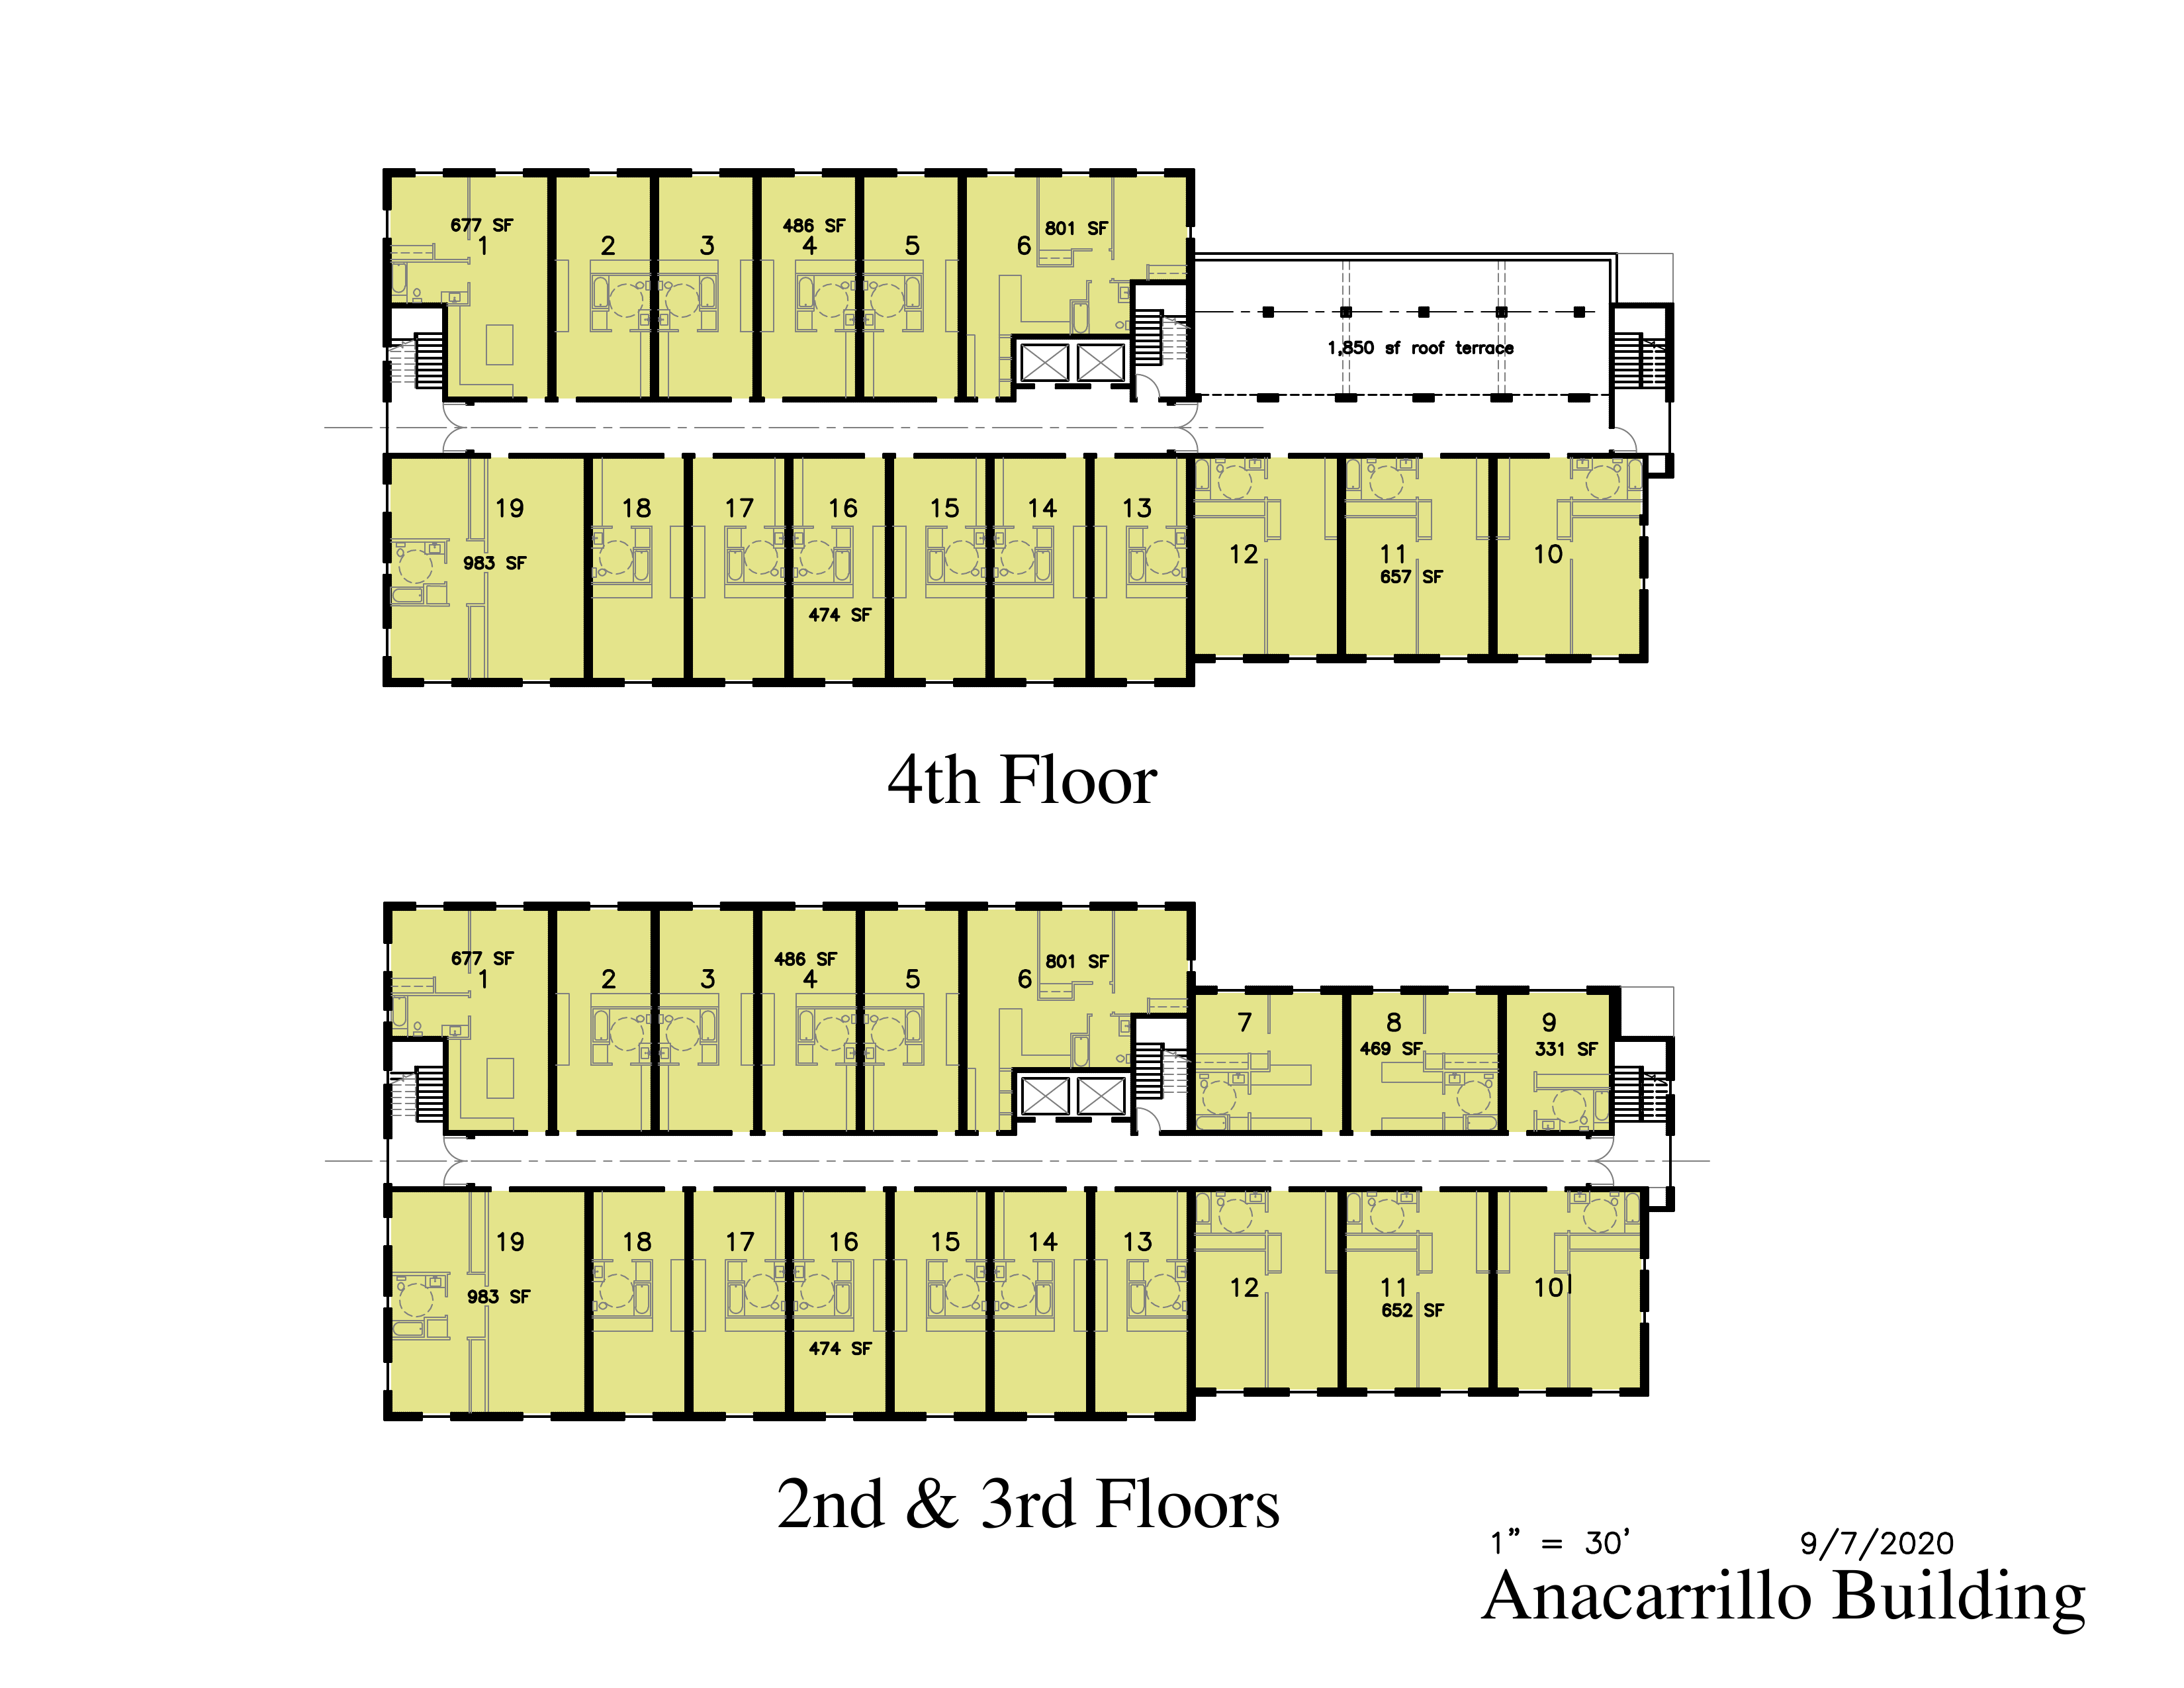 677 SF
486 SF
801 SF
1
2
3
4
5
6
1,850 sf roof terrace
19
18
17
16
15
14
13
12
11
10
983 SF
657 SF
474 SF
4th Floor
677 SF
486 SF
801 SF
1
2
3
4
5
6
7
8
9
469 SF
331 SF
19
18
17
16
15
14
13
12
11
10
983 SF
652 SF
474 SF
2nd & 3rd Floors
1" = 30' 9/7/2020
Anacarrillo Building